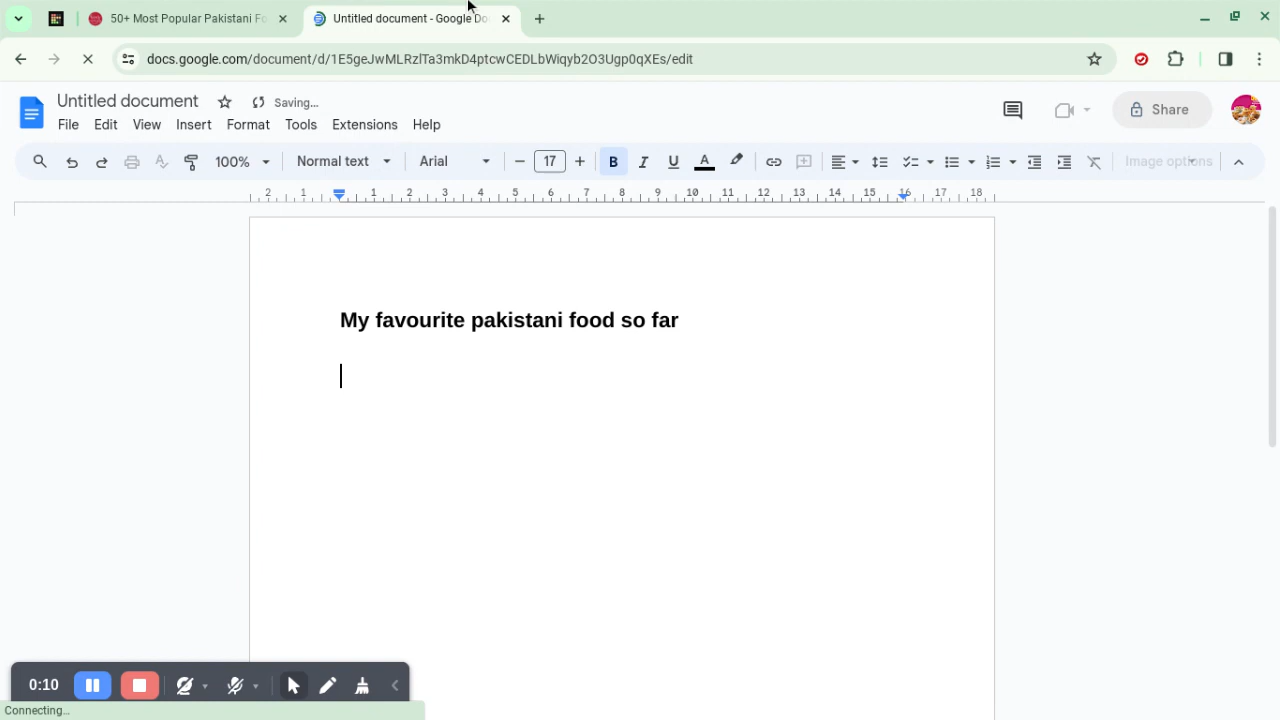 50+ Most Popular Pakistani Fo
Untitled document - Google Do
docs.google.com/document/d/1E5geJwMLRzlTa3mkD4ptcwCEDLbWiqyb2O3Ugp0qXEs/edit
Untitled document Saving...
Share
File Edit View Insert Format Tools Extensions Help
100% Normal text Arial 17 B I U A Image options
2 1 1 2 3 4 5 6 7 8 9 10 11 12 13 14 15 16 17 18
My favourite pakistani food so far
0:10
Connecting...